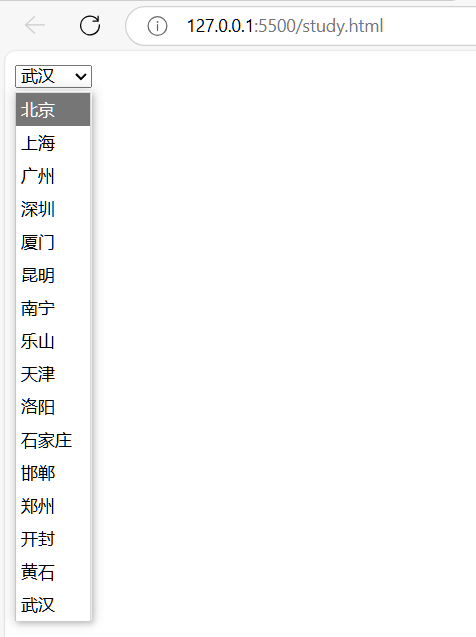 127.0.0.1:5500/study.html
武汉
北京
上海
广州
深圳
厦门
昆明
南宁
乐山
天津
洛阳
石家庄
邯郸
郑州
开封
黄石
武汉